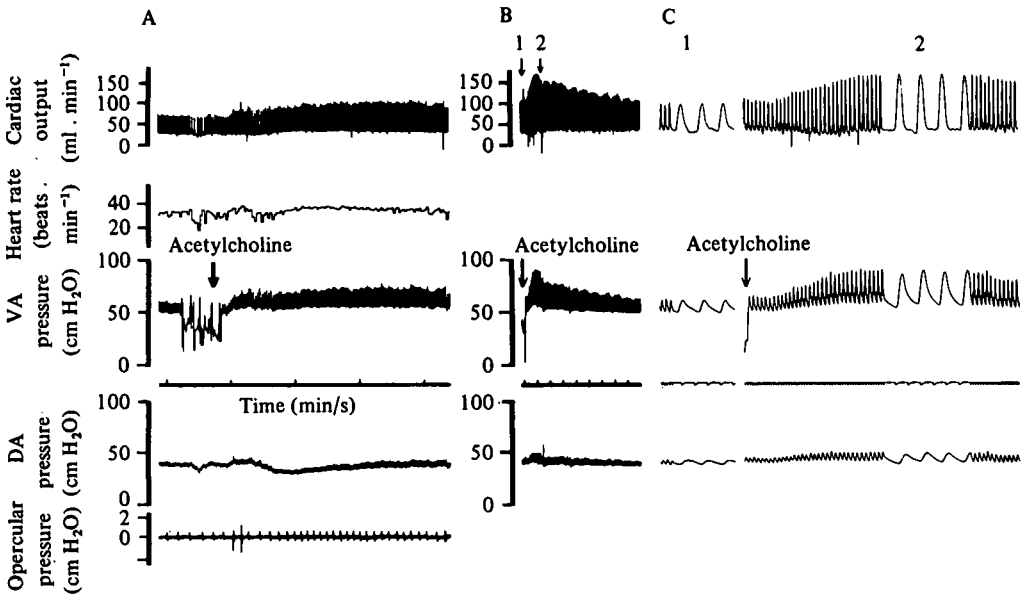 A
B
C
1 2
1
2
Cardiac
output
(ml . min⁻¹)
150
100
50
0
150
100
50
0
Heart rate
(beats .
min⁻¹)
40
20
Acetylcholine
Acetylcholine
Acetylcholine
VA
pressure
(cm H₂O)
100
50
0
100
50
0
Time (min/s)
DA
pressure
(cm H₂O)
100
50
0
100
50
0
Opercular
pressure
(cm H₂O)
2
0